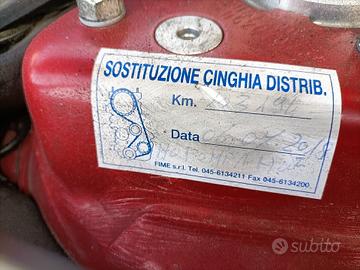 SOSTITUZIONE CINGHIA DISTRIB.
Km.
Data
FIME s.r.l. Tel. 045-6134211 Fax 045-6134200.
subito